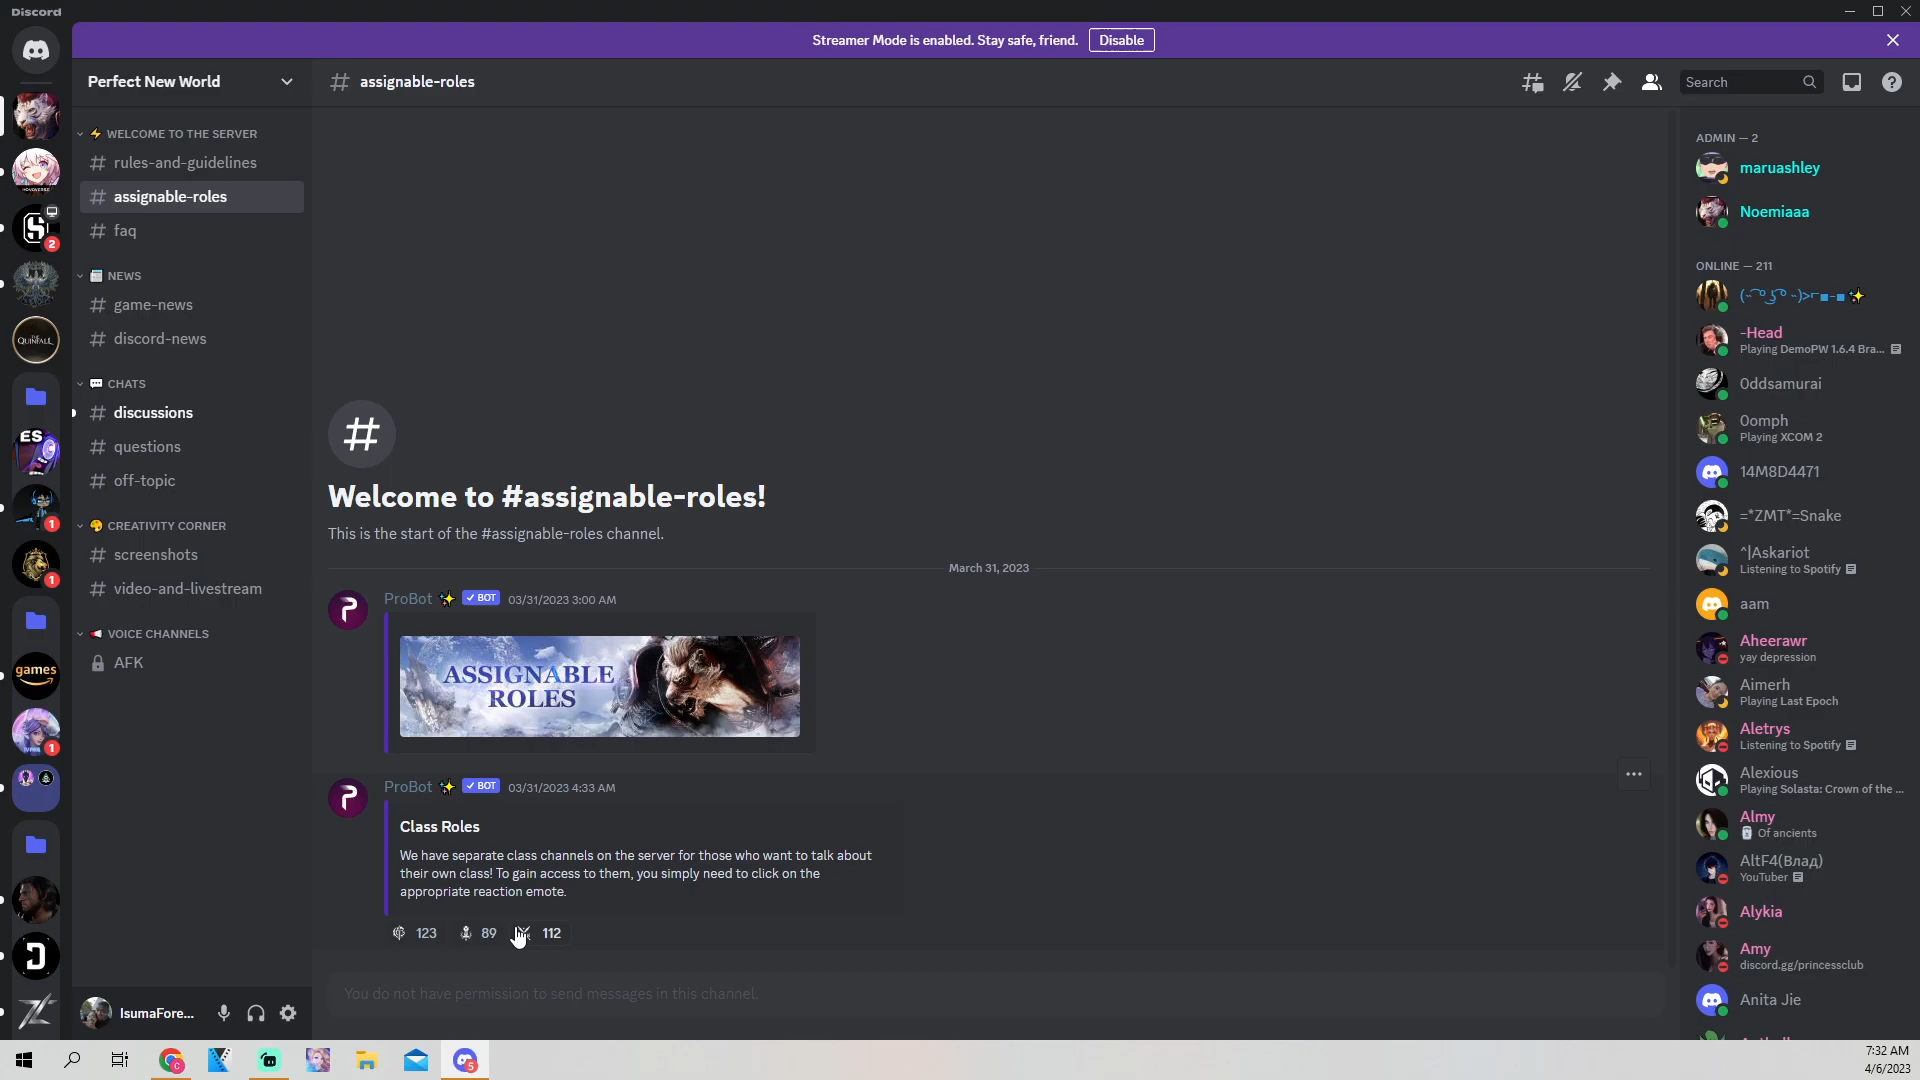 Discord
Streamer Mode is enabled. Stay safe, friend. Disable
Perfect New World
assignable-roles
Search
WELCOME TO THE SERVER
rules-and-guidelines
assignable-roles
faq
NEWS
game-news
discord-news
CHATS
discussions
questions
off-topic
CREATIVITY CORNER
screenshots
video-and-livestream
VOICE CHANNELS
AFK
2
QUINFALL
ES
1
1
games
1
IsumaFore...
Welcome to #assignable-roles!
This is the start of the #assignable-roles channel.
March 31, 2023
ProBot BOT 03/31/2023 3:00 AM
ASSIGNABLE
ROLES
ProBot BOT 03/31/2023 4:33 AM
Class Roles
We have separate class channels on the server for those who want to talk about
their own class! To gain access to them, you simply need to click on the
appropriate reaction emote.
123 89 112
You do not have permission to send messages in this channel.
ADMIN — 2
maruashley
Noemiaaa
ONLINE — 211
-Head
Playing DemoPW 1.6.4 Bra...
Oddsamurai
Oomph
Playing XCOM 2
14M8D4471
=*ZMT*=Snake
^|Askariot
Listening to Spotify
aam
Aheerawr
yay depression
Aimerh
Playing Last Epoch
Aletrys
Listening to Spotify
Alexious
Playing Solasta: Crown of the ...
Almy
Of ancients
AltF4(Влад)
YouTuber
Alykia
Amy
discord.gg/princessclub
Anita Jie
5
7:32 AM
4/6/2023